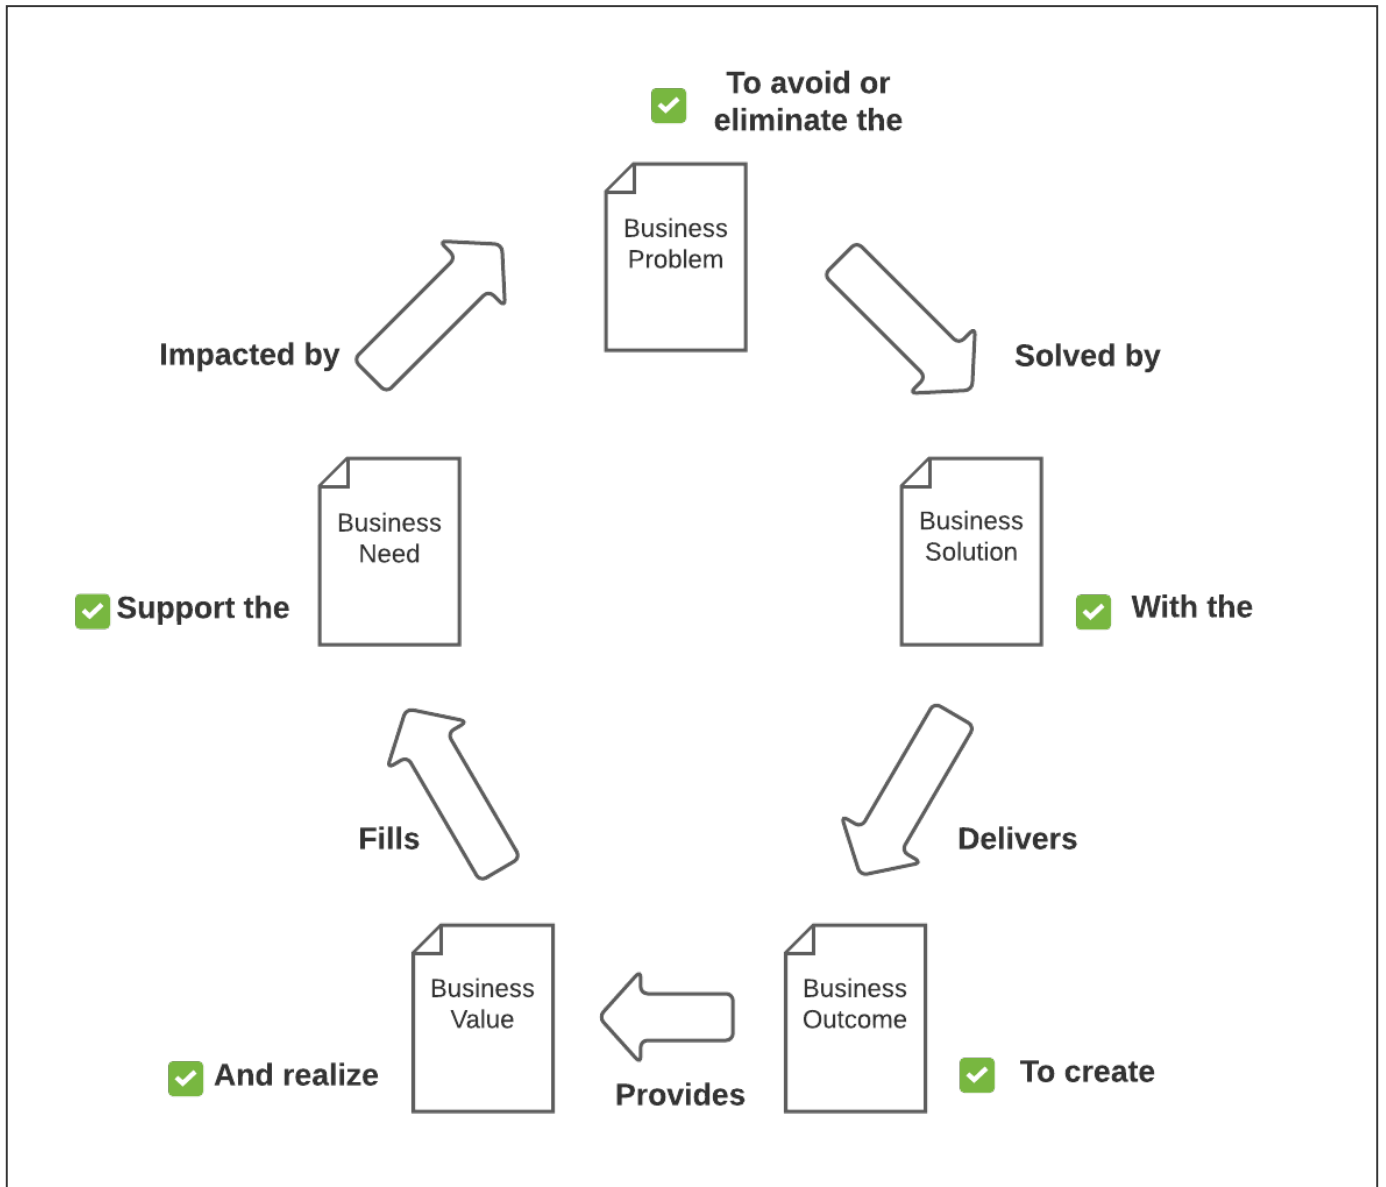 To avoid or
eliminate the
Business
Problem
Impacted by
Solved by
Business
Need
Business
Solution
Support the
With the
Fills
Delivers
Business
Value
Business
Outcome
And realize
To create
Provides